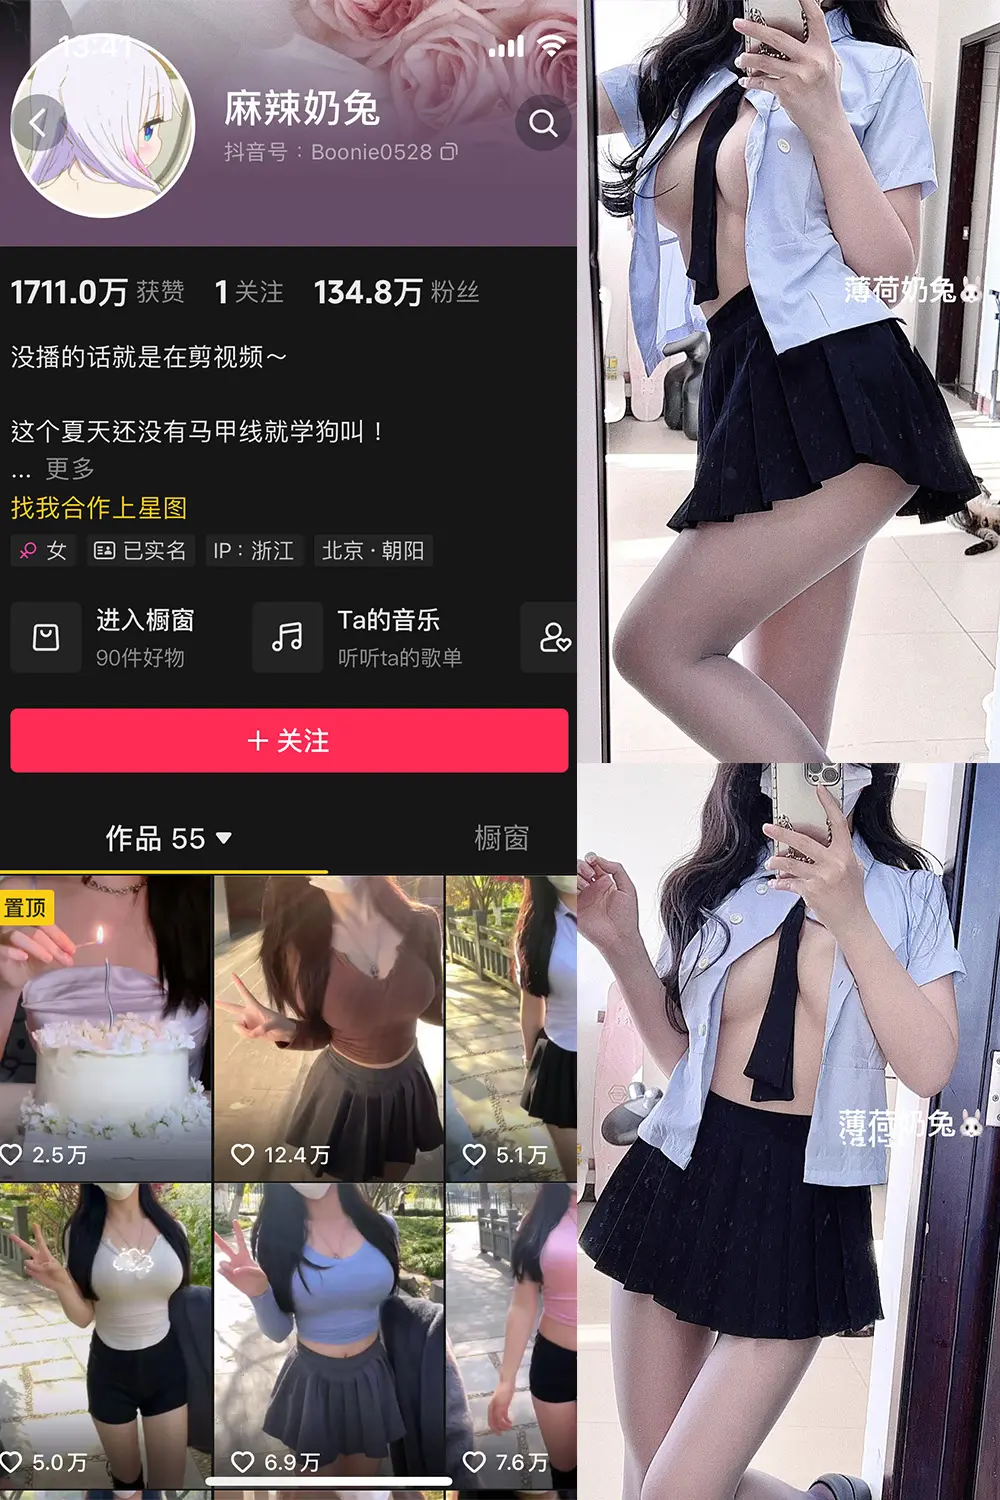 13:41
麻辣奶兔
抖音号：Boonie0528
1711.0万 获赞 1 关注 134.8万 粉丝
没播的话就是在剪视频～
这个夏天还没有马甲线就学狗叫！
... 更多
找我合作上星图
女 已实名 IP：浙江 北京·朝阳
进入橱窗
90件好物
Ta的音乐
听听ta的歌单
＋关注
作品 55 橱窗
置顶
2.5万 12.4万 5.1万
5.0万 6.9万 7.6万
薄荷奶兔
薄荷奶兔